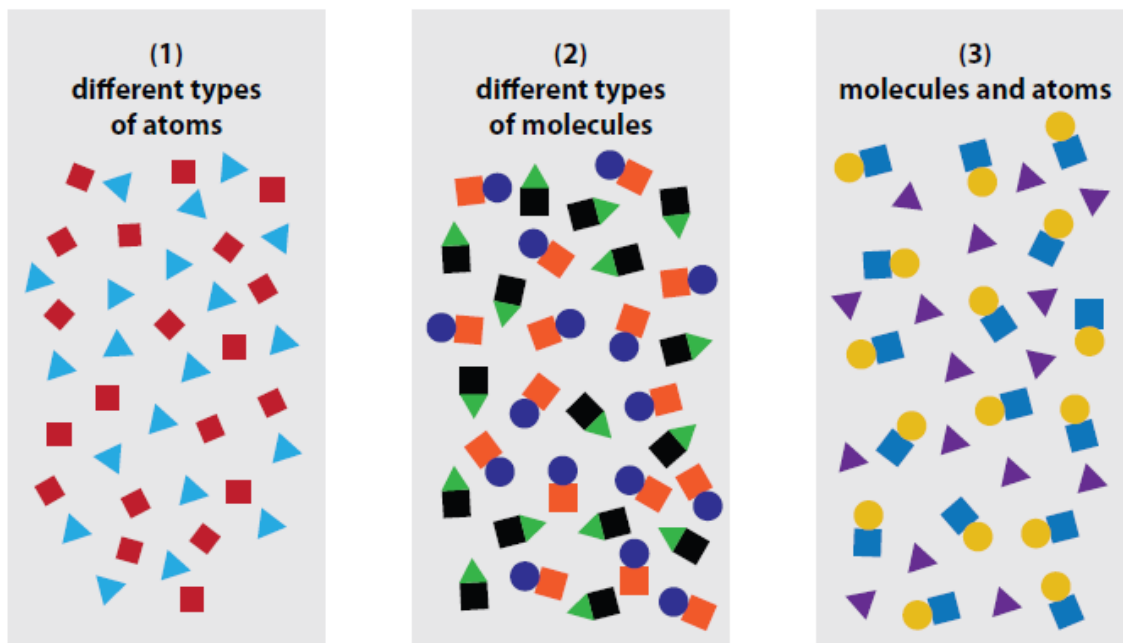 (1)
different types
of atoms
(2)
different types
of molecules
(3)
molecules and atoms